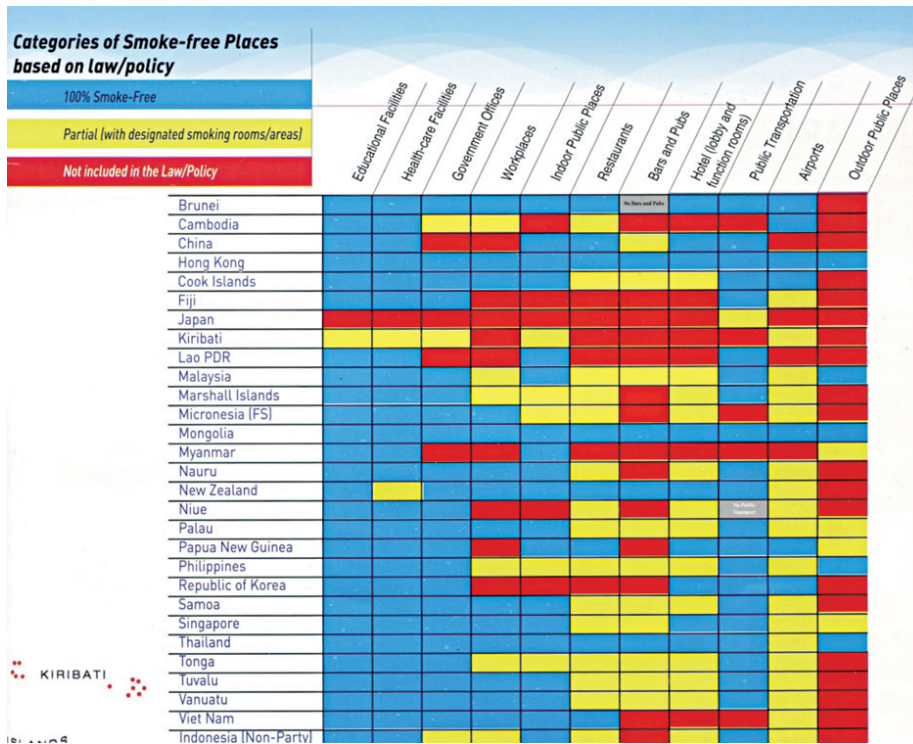 Categories of Smoke-free Places
based on law/policy
100% Smoke-Free
Partial (with designated smoking rooms/areas)
Not included in the Law/Policy
Educational Facilities
Health-care Facilities
Government Offices
Workplaces
Indoor Public Places
Restaurants
Bars and Pubs
Hotel (lobby and
function rooms)
Public Transportation
Airports
Outdoor Public Places
Brunei
No Bars and Pubs
Cambodia
China
Hong Kong
Cook Islands
Fiji
Japan
Kiribati
Lao PDR
Malaysia
Marshall Islands
Micronesia (FS)
Mongolia
Myanmar
Nauru
New Zealand
Niue
No Public
Transport
Palau
Papua New Guinea
Philippines
Republic of Korea
Samoa
Singapore
Thailand
Tonga
Tuvalu
Vanuatu
Viet Nam
Indonesia (Non-Party)
KIRIBATI